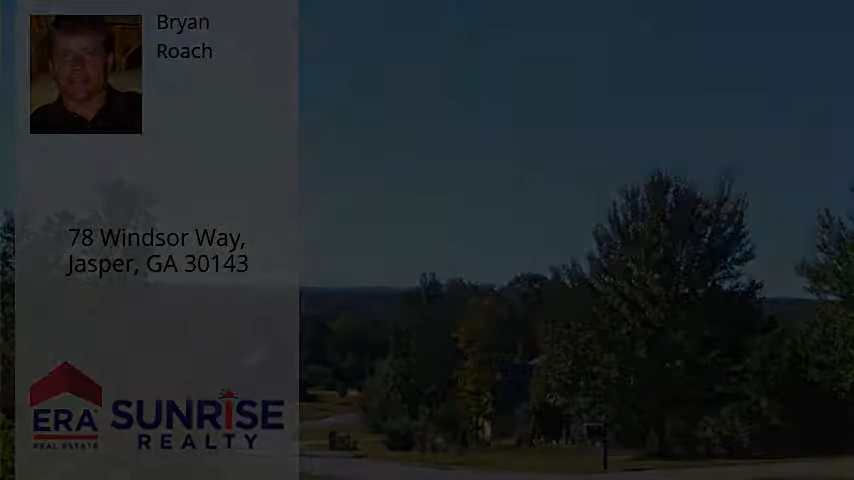 Bryan
Roach
78 Windsor Way,
Jasper, GA 30143
ERA
REAL ESTATE
SUNRISE
REALTY